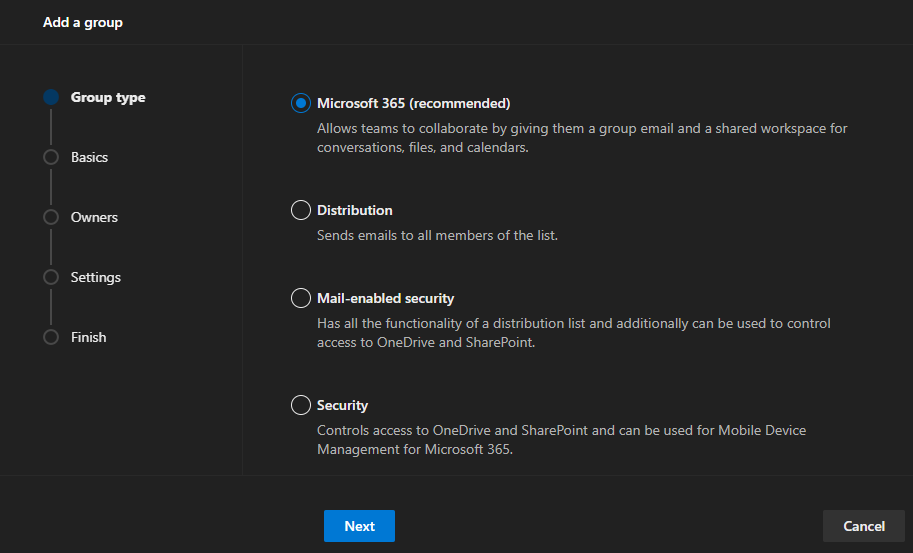 Add a group
Group type
Basics
Owners
Settings
Finish
Microsoft 365 (recommended)
Allows teams to collaborate by giving them a group email and a shared workspace for
conversations, files, and calendars.
Distribution
Sends emails to all members of the list.
Mail-enabled security
Has all the functionality of a distribution list and additionally can be used to control
access to OneDrive and SharePoint.
Security
Controls access to OneDrive and SharePoint and can be used for Mobile Device
Management for Microsoft 365.
Next
Cancel